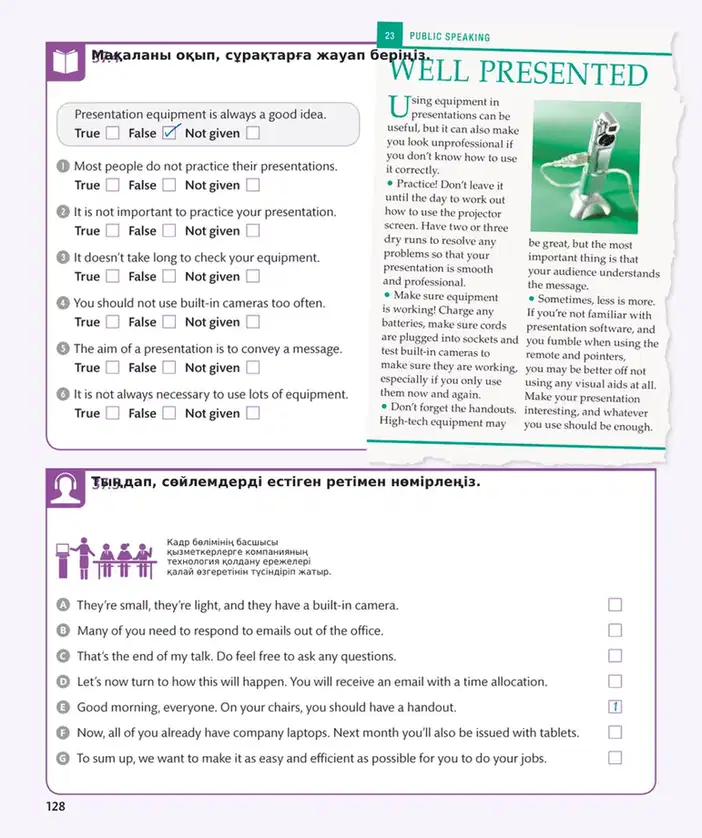 Мақаланы оқып, сұрақтарға жауап беріңіз.
Presentation equipment is always a good idea.
True False Not given
1 Most people do not practice their presentations.
True False Not given
2 It is not important to practice your presentation.
True False Not given
3 It doesn't take long to check your equipment.
True False Not given
4 You should not use built-in cameras too often.
True False Not given
5 The aim of a presentation is to convey a message.
True False Not given
6 It is not always necessary to use lots of equipment.
True False Not given
23 PUBLIC SPEAKING
WELL PRESENTED
Using equipment in
presentations can be
useful, but it can also make
you look unprofessional if
you don't know how to use
it correctly.
• Practice! Don't leave it
until the day to work out
how to use the projector
screen. Have two or three
dry runs to resolve any
problems so that your
presentation is smooth
and professional.
• Make sure equipment
is working! Charge any
batteries, make sure cords
are plugged into sockets and
test built-in cameras to
make sure they are working,
especially if you only use
them now and again.
• Don't forget the handouts.
High-tech equipment may
be great, but the most
important thing is that
your audience understands
the message.
• Sometimes, less is more.
If you're not familiar with
presentation software, and
you fumble when using the
remote and pointers,
you may be better off not
using any visual aids at all.
Make your presentation
interesting, and whatever
you use should be enough.
Тыңдап, сөйлемдерді естіген ретімен нөмірлеңіз.
Кадр бөлімінің басшысы
қызметкерлерге компанияның
технология қолдану ережелері
қалай өзгеретінін түсіндіріп жатыр.
A They're small, they're light, and they have a built-in camera.
B Many of you need to respond to emails out of the office.
C That's the end of my talk. Do feel free to ask any questions.
D Let's now turn to how this will happen. You will receive an email with a time allocation.
E Good morning, everyone. On your chairs, you should have a handout. 1
F Now, all of you already have company laptops. Next month you'll also be issued with tablets.
G To sum up, we want to make it as easy and efficient as possible for you to do your jobs.
128